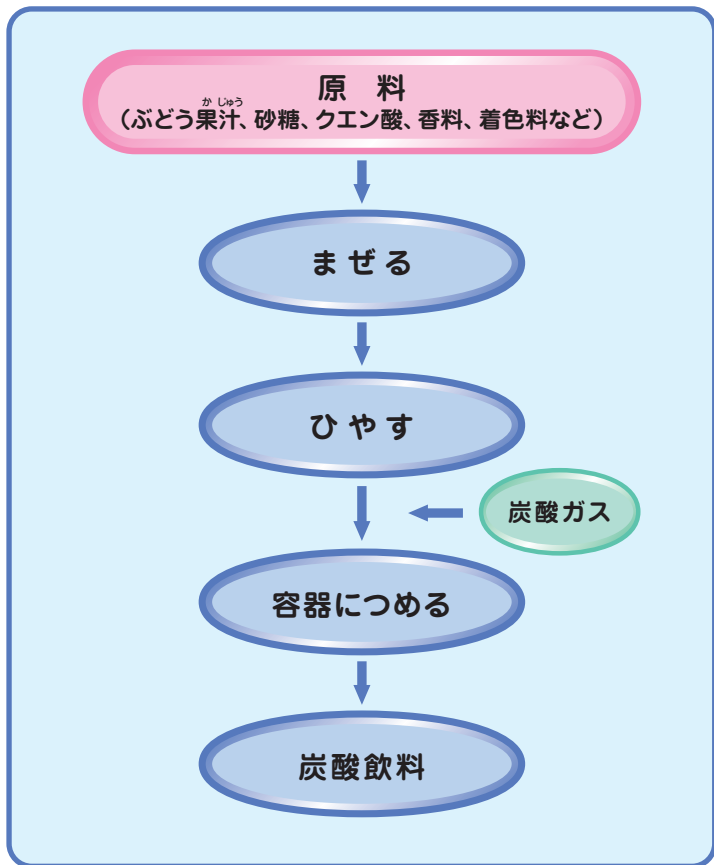 原 料
か じゅう
（ぶどう果汁、砂糖、クエン酸、香料、着色料など）
まぜる
ひやす
炭酸ガス
容器につめる
炭酸飲料